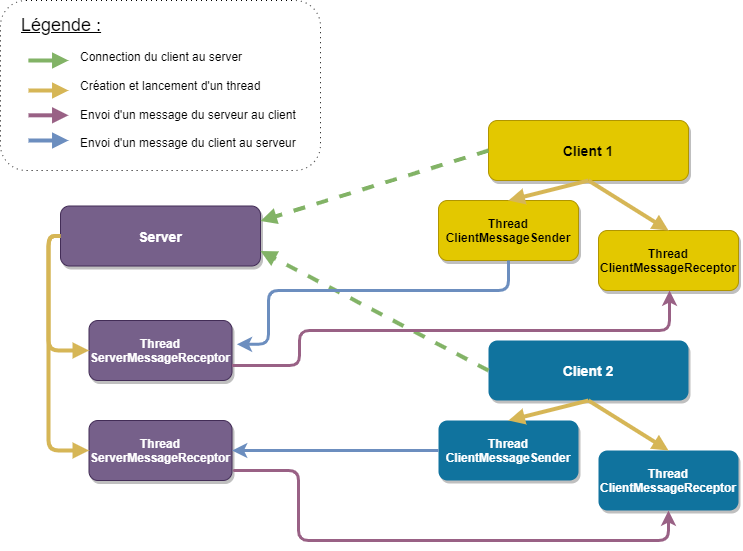 Légende :
Connection du client au server
Création et lancement d'un thread
Envoi d'un message du serveur au client
Envoi d'un message du client au serveur
Client 1
Thread
ClientMessageSender
Server
Thread
ClientMessageReceptor
Thread
ServerMessageReceptor
Client 2
Thread
ServerMessageReceptor
Thread
ClientMessageSender
Thread
ClientMessageReceptor